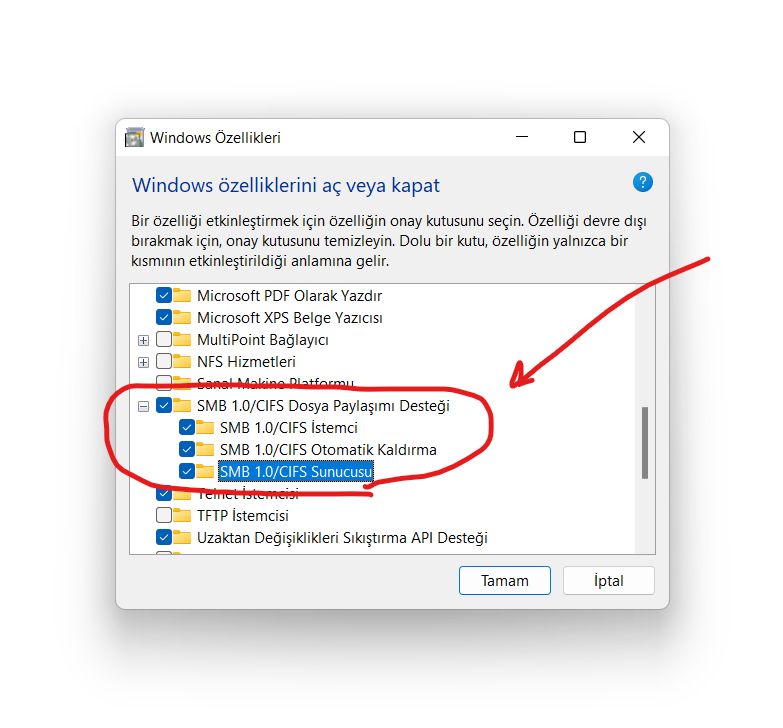 Windows Özellikleri
Windows özelliklerini aç veya kapat
?
Bir özelliği etkinleştirmek için özelliğin onay kutusunu seçin. Özelliği devre dışı
bırakmak için, onay kutusunu temizleyin. Dolu bir kutu, özelliğin yalnızca bir
kısmının etkinleştirildiği anlamına gelir.
Microsoft PDF Olarak Yazdır
Microsoft XPS Belge Yazıcısı
MultiPoint Bağlayıcı
NFS Hizmetleri
Sanal Makine Platformu
SMB 1.0/CIFS Dosya Paylaşımı Desteği
SMB 1.0/CIFS İstemci
SMB 1.0/CIFS Otomatik Kaldırma
SMB 1.0/CIFS Sunucusu
Telnet İstemcisi
TFTP İstemcisi
Uzaktan Değişiklikleri Sıkıştırma API Desteği
Tamam
İptal